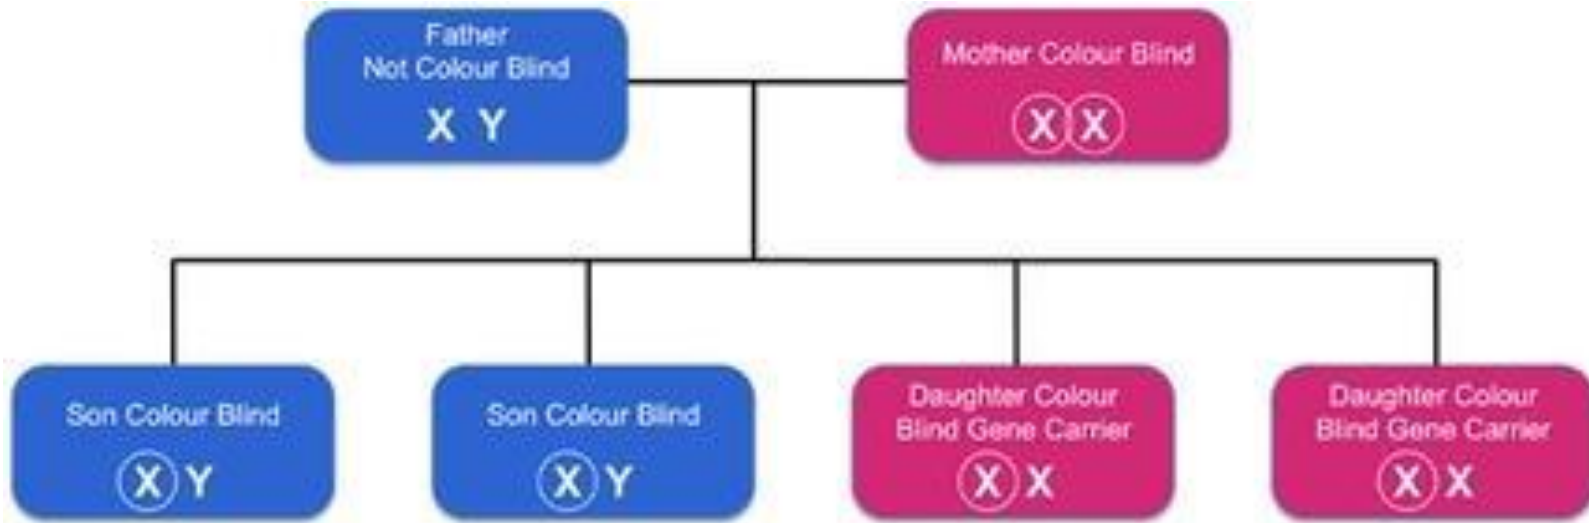 Father
Not Colour Blind
X Y
Mother Colour Blind
X X
Son Colour Blind
X Y
Son Colour Blind
X Y
Daughter Colour
Blind Gene Carrier
X X
Daughter Colour
Blind Gene Carrier
X X